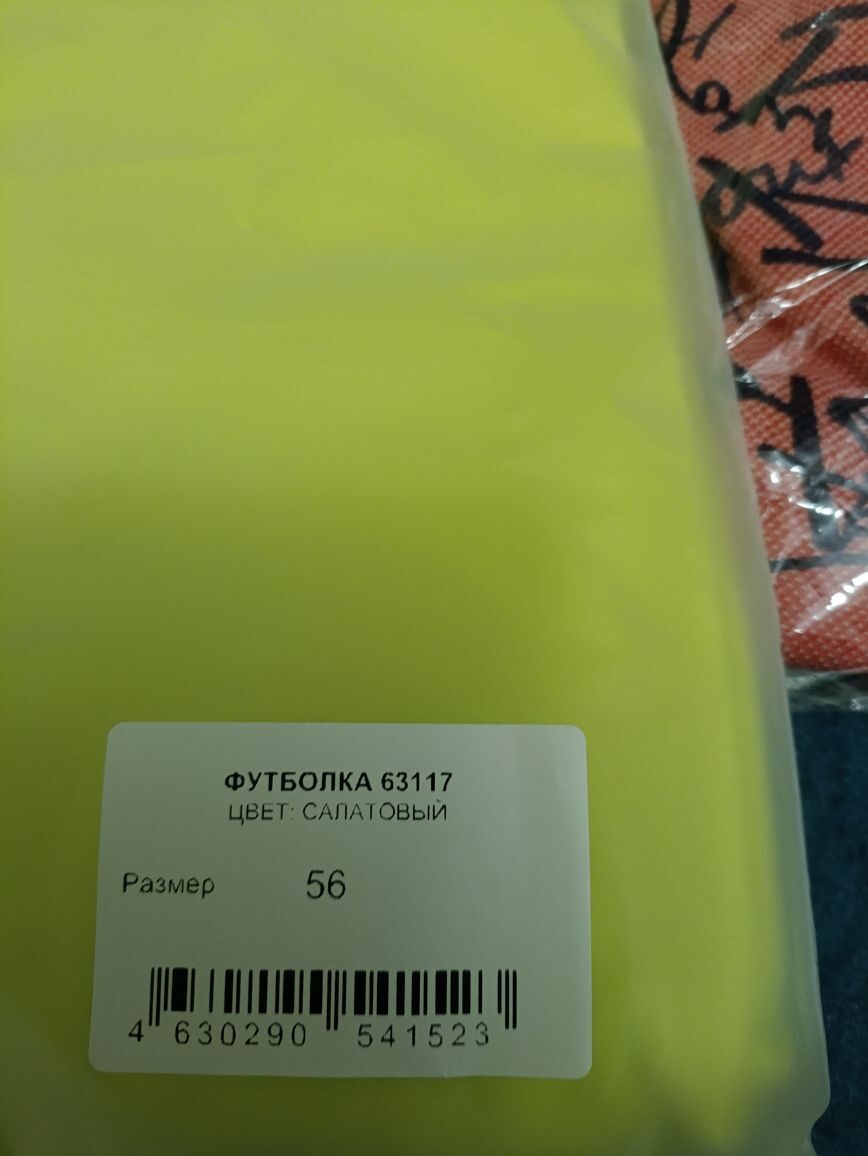 ФУТБОЛКА 63117
ЦВЕТ: САЛАТОВЫЙ
Размер 56
4 630290 541523